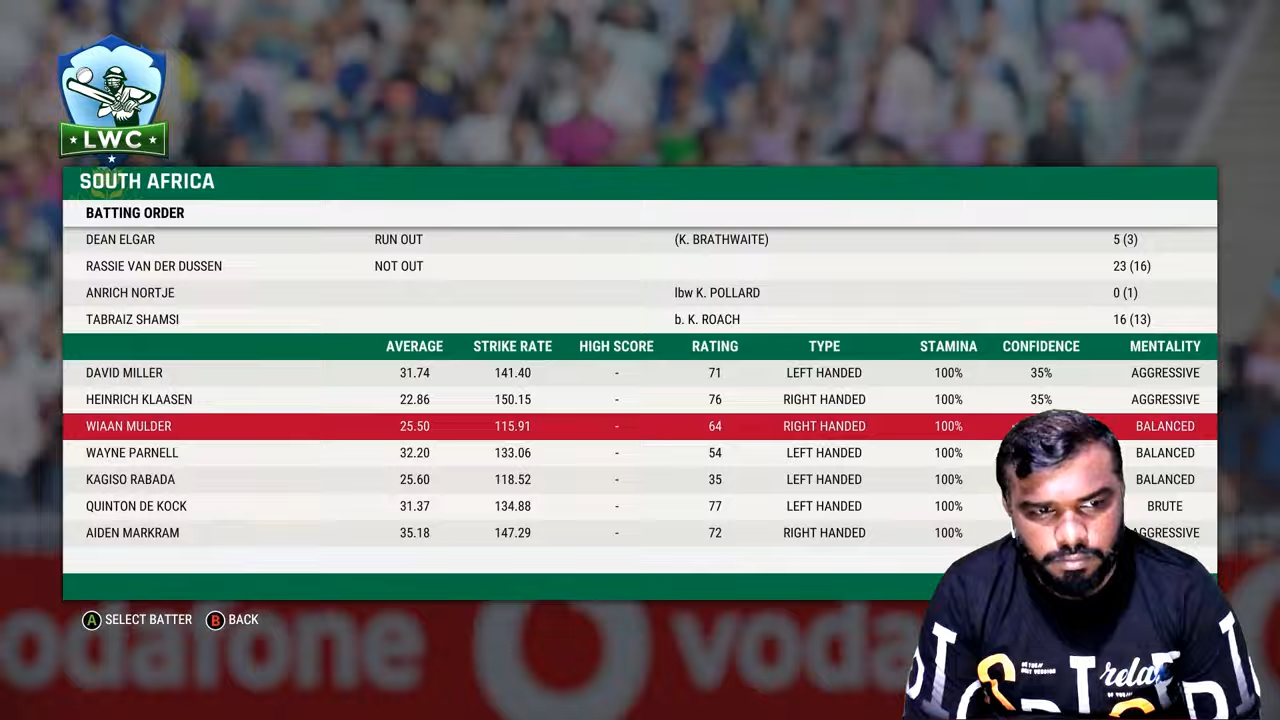 ★ LWC ★
SOUTH AFRICA
BATTING ORDER
DEAN ELGAR RUN OUT (K. BRATHWAITE) 5 (3)
RASSIE VAN DER DUSSEN NOT OUT 23 (16)
ANRICH NORTJE lbw K. POLLARD 0 (1)
TABRAIZ SHAMSI b. K. ROACH 16 (13)
AVERAGE STRIKE RATE HIGH SCORE RATING TYPE STAMINA CONFIDENCE MENTALITY
DAVID MILLER 31.74 141.40 - 71 LEFT HANDED 100% 35% AGGRESSIVE
HEINRICH KLAASEN 22.86 150.15 - 76 RIGHT HANDED 100% 35% AGGRESSIVE
WIAAN MULDER 25.50 115.91 - 64 RIGHT HANDED 100% BALANCED
WAYNE PARNELL 32.20 133.06 - 54 LEFT HANDED 100% BALANCED
KAGISO RABADA 25.60 118.52 - 35 LEFT HANDED 100% BALANCED
QUINTON DE KOCK 31.37 134.88 - 77 LEFT HANDED 100% BRUTE
AIDEN MARKRAM 35.18 147.29 - 72 RIGHT HANDED 100% AGGRESSIVE
A SELECT BATTER B BACK
vodafone voda
relax